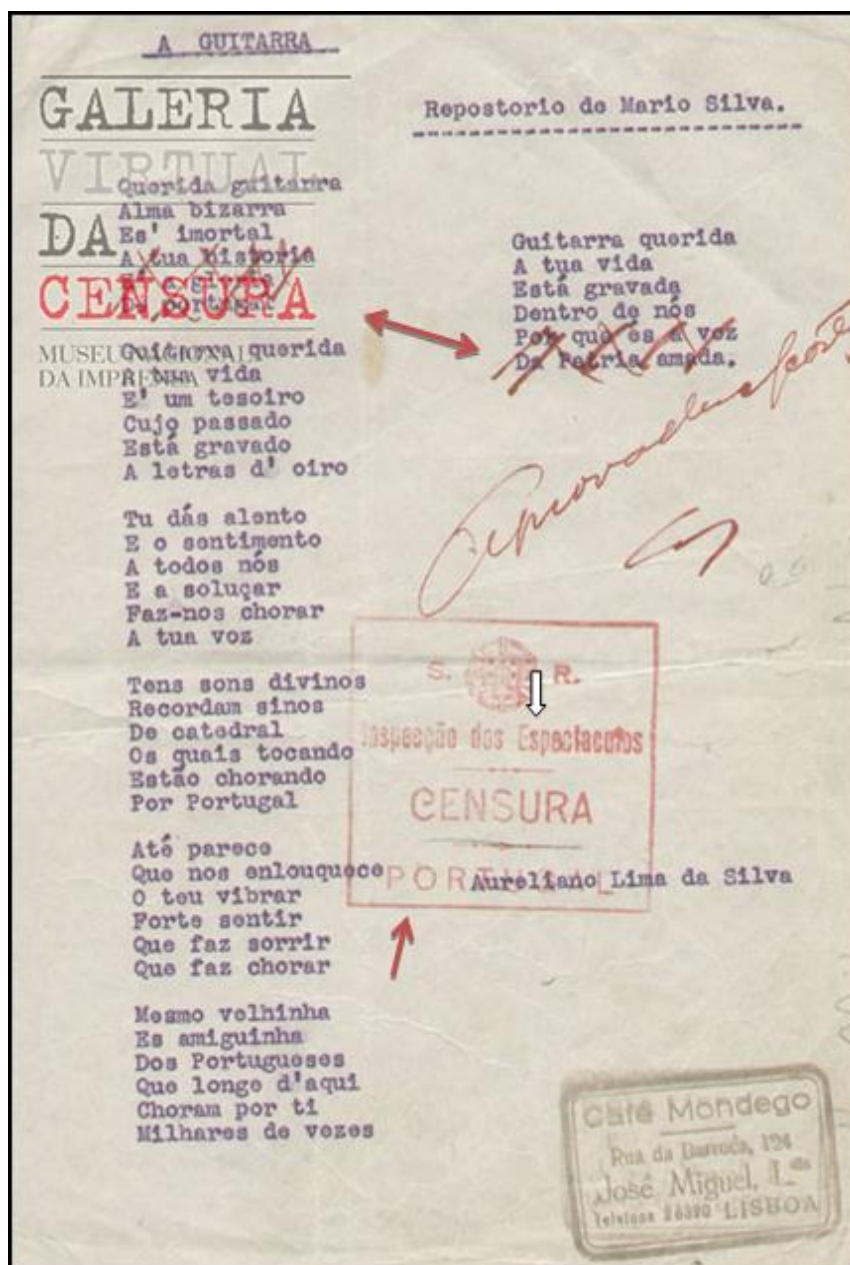 A GUITARRA
GALERIA
VIRTUAL
DA
CENSURA
MUSEU NACIONAL
DA IMPRENSA
Repostorio de Mario Silva.
Querida guitarra
Alma bizarra
Es' imortal
A tua historia
De portugal
Guitarra querida
A tua vida
E' um tesoiro
Cujo passado
Está gravado
A letras d' oiro
Tu dás alento
E o sentimento
A todos nós
E a soluçar
Faz-nos chorar
A tua voz
Tens sons divinos
Recordam sinos
De catedral
Os quais tocando
Estão chorando
Por Portugal
Até parece
Que nos enlouquece
O teu vibrar
Forte sentir
Que faz sorrir
Que faz chorar
Mesmo velhinha
Es amiguinha
Dos Portugueses
Que longe d'aqui
Choram por ti
Milhares de vezes
Guitarra querida
A tua vida
Está gravada
Dentro de nós
Por que es a voz
Da Patria amada.
S. R.
Inspecção dos Espectaculos
CENSURA
PORTUGAL
Aureliano Lima da Silva
Café Mondego
Rua da Barroca, 124
José Miguel, L.da
Telefone LISBOA